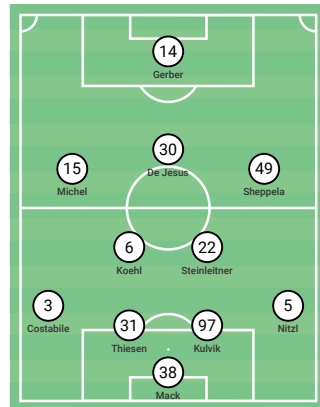 14
Gerber
30
De Jesus
15
Michel
49
Sheppela
6
Koehl
22
Steinleitner
3
Costabile
5
Nitzl
31
Thiesen
97
Kulvik
38
Mack